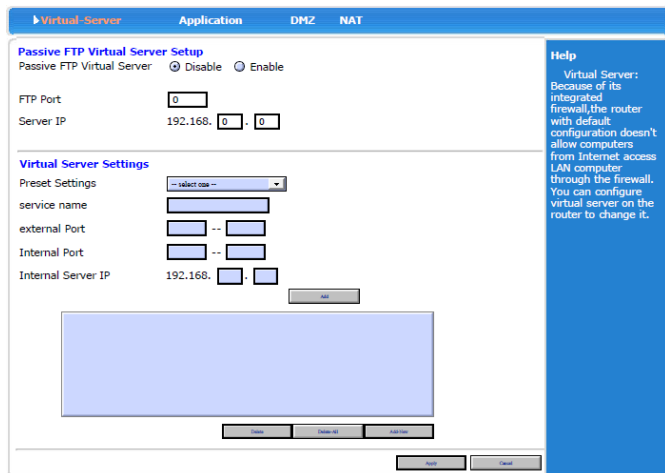 Virtual-Server Application DMZ NAT
Passive FTP Virtual Server Setup
Passive FTP Virtual Server Disable Enable
FTP Port 0
Server IP 192.168. 0 . 0
Virtual Server Settings
Preset Settings -- select one --
service name
external Port --
Internal Port --
Internal Server IP 192.168. .
Add
Delete Delete All Add New
Apply Cancel
Help
Virtual Server:
Because of its
integrated
firewall,the router
with default
configuration doesn't
allow computers
from Internet access
LAN computer
through the firewall.
You can configure
virtual server on the
router to change it.